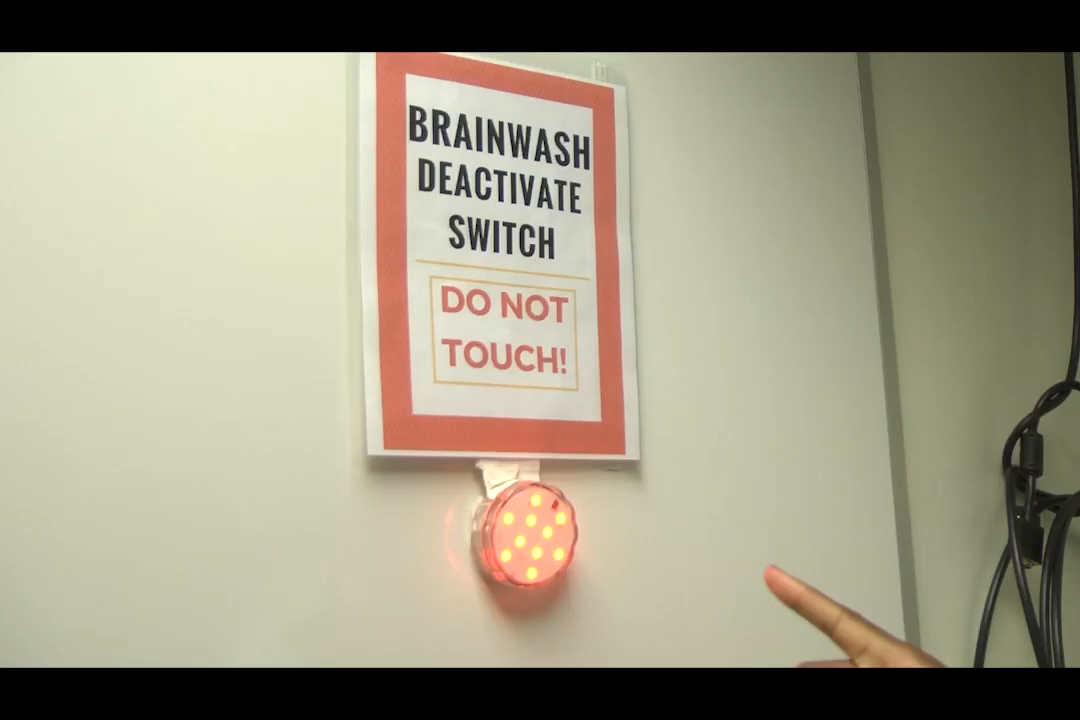 BRAINWASH
DEACTIVATE
SWITCH
DO NOT
TOUCH!